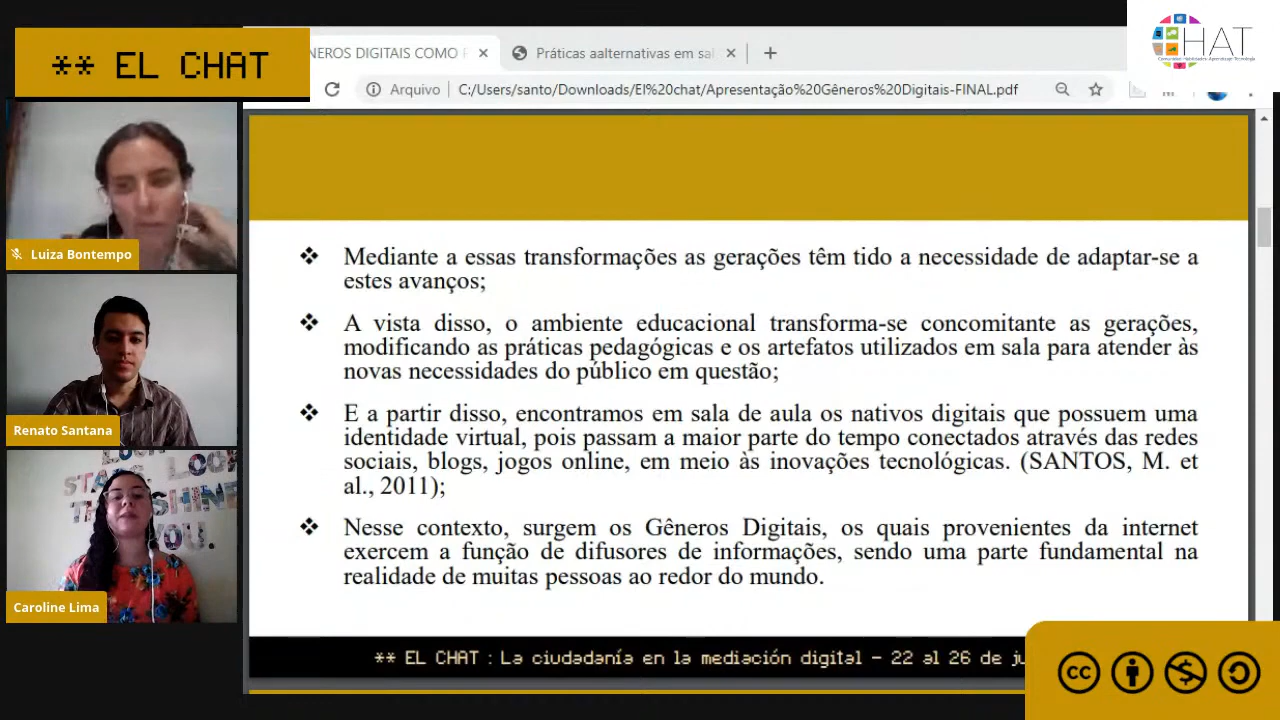 ** EL CHAT
NEROS DIGITAIS COMO
Práticas aalternativas em sal
CHAT
Arquivo
C:/Users/santo/Downloads/El%20chat/Apresentação%20Gêneros%20Digitais-FINAL.pdf
Luiza Bontempo
Renato Santana
Caroline Lima
Mediante a essas transformações as gerações têm tido a necessidade de adaptar-se a
estes avanços;
A vista disso, o ambiente educacional transforma-se concomitante as gerações,
modificando as práticas pedagógicas e os artefatos utilizados em sala para atender às
novas necessidades do público em questão;
E a partir disso, encontramos em sala de aula os nativos digitais que possuem uma
identidade virtual, pois passam a maior parte do tempo conectados através das redes
sociais, blogs, jogos online, em meio às inovações tecnológicas. (SANTOS, M. et
al., 2011);
Nesse contexto, surgem os Gêneros Digitais, os quais provenientes da internet
exercem a função de difusores de informações, sendo uma parte fundamental na
realidade de muitas pessoas ao redor do mundo.
** EL CHAT : La ciudadanía en la mediación digital – 22 al 26 de ju
cc